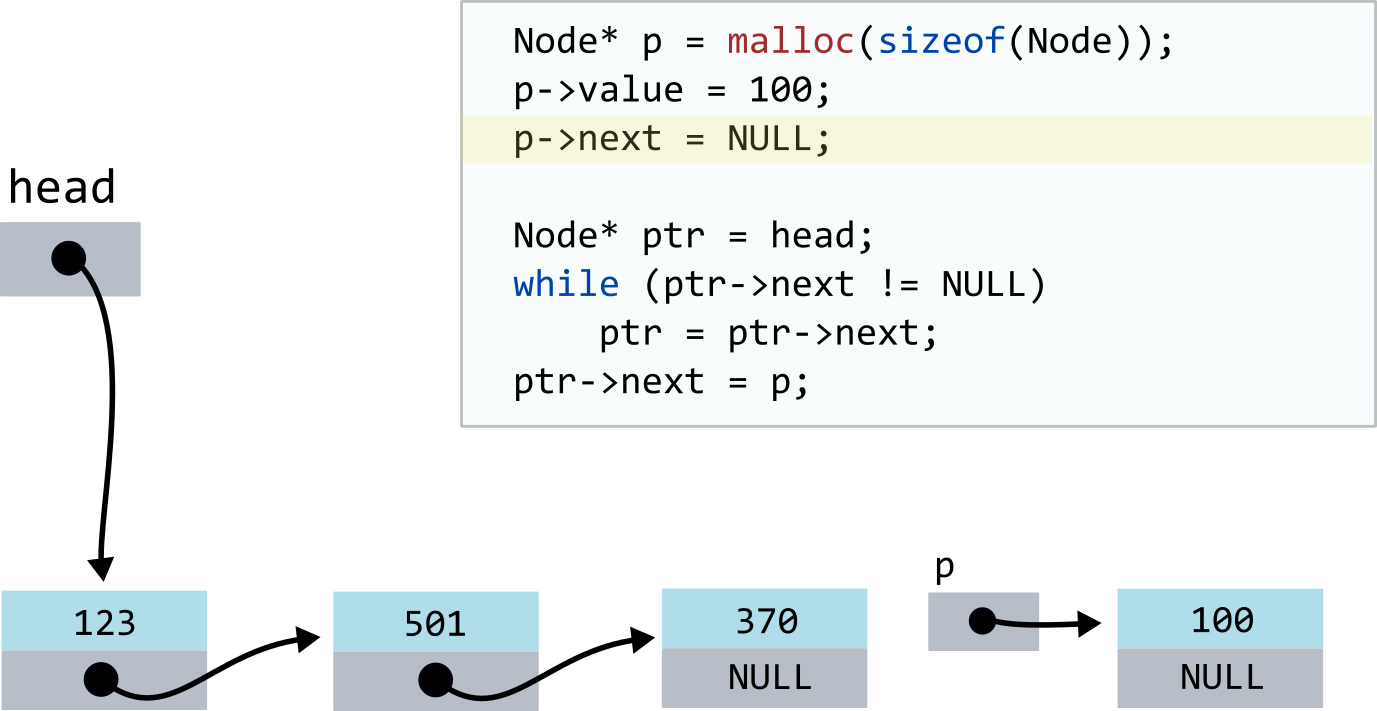 Node* p = malloc(sizeof(Node));
p->value = 100;
p->next = NULL;
Node* ptr = head;
while (ptr->next != NULL)
    ptr = ptr->next;
ptr->next = p;
head
p
123
501
370
100
NULL
NULL